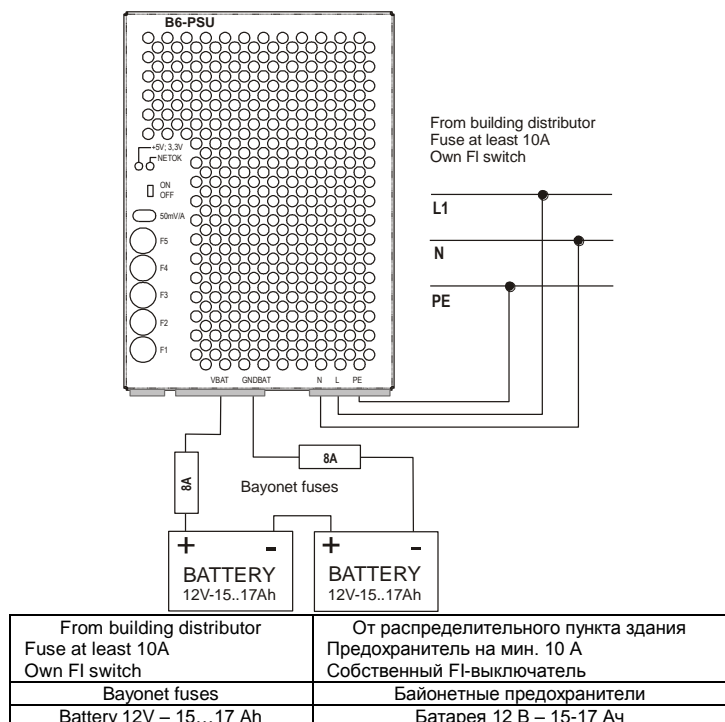 B6-PSU
+5V; 3,3V
NETOK
ON
OFF
50mV/A
F5
F4
F3
F2
F1
VBAT GNDBAT N L PE
From building distributor
Fuse at least 10A
Own FI switch
L1
N
PE
8A
8A
Bayonet fuses
+ - + -
BATTERY BATTERY
12V-15..17Ah 12V-15..17Ah
From building distributor От распределительного пункта здания
Fuse at least 10A Предохранитель на мин. 10 А
Own FI switch Собственный FI-выключатель
Bayonet fuses Байонетные предохранители
Battery 12V – 15…17 Ah Батарея 12 В – 15-17 Ач